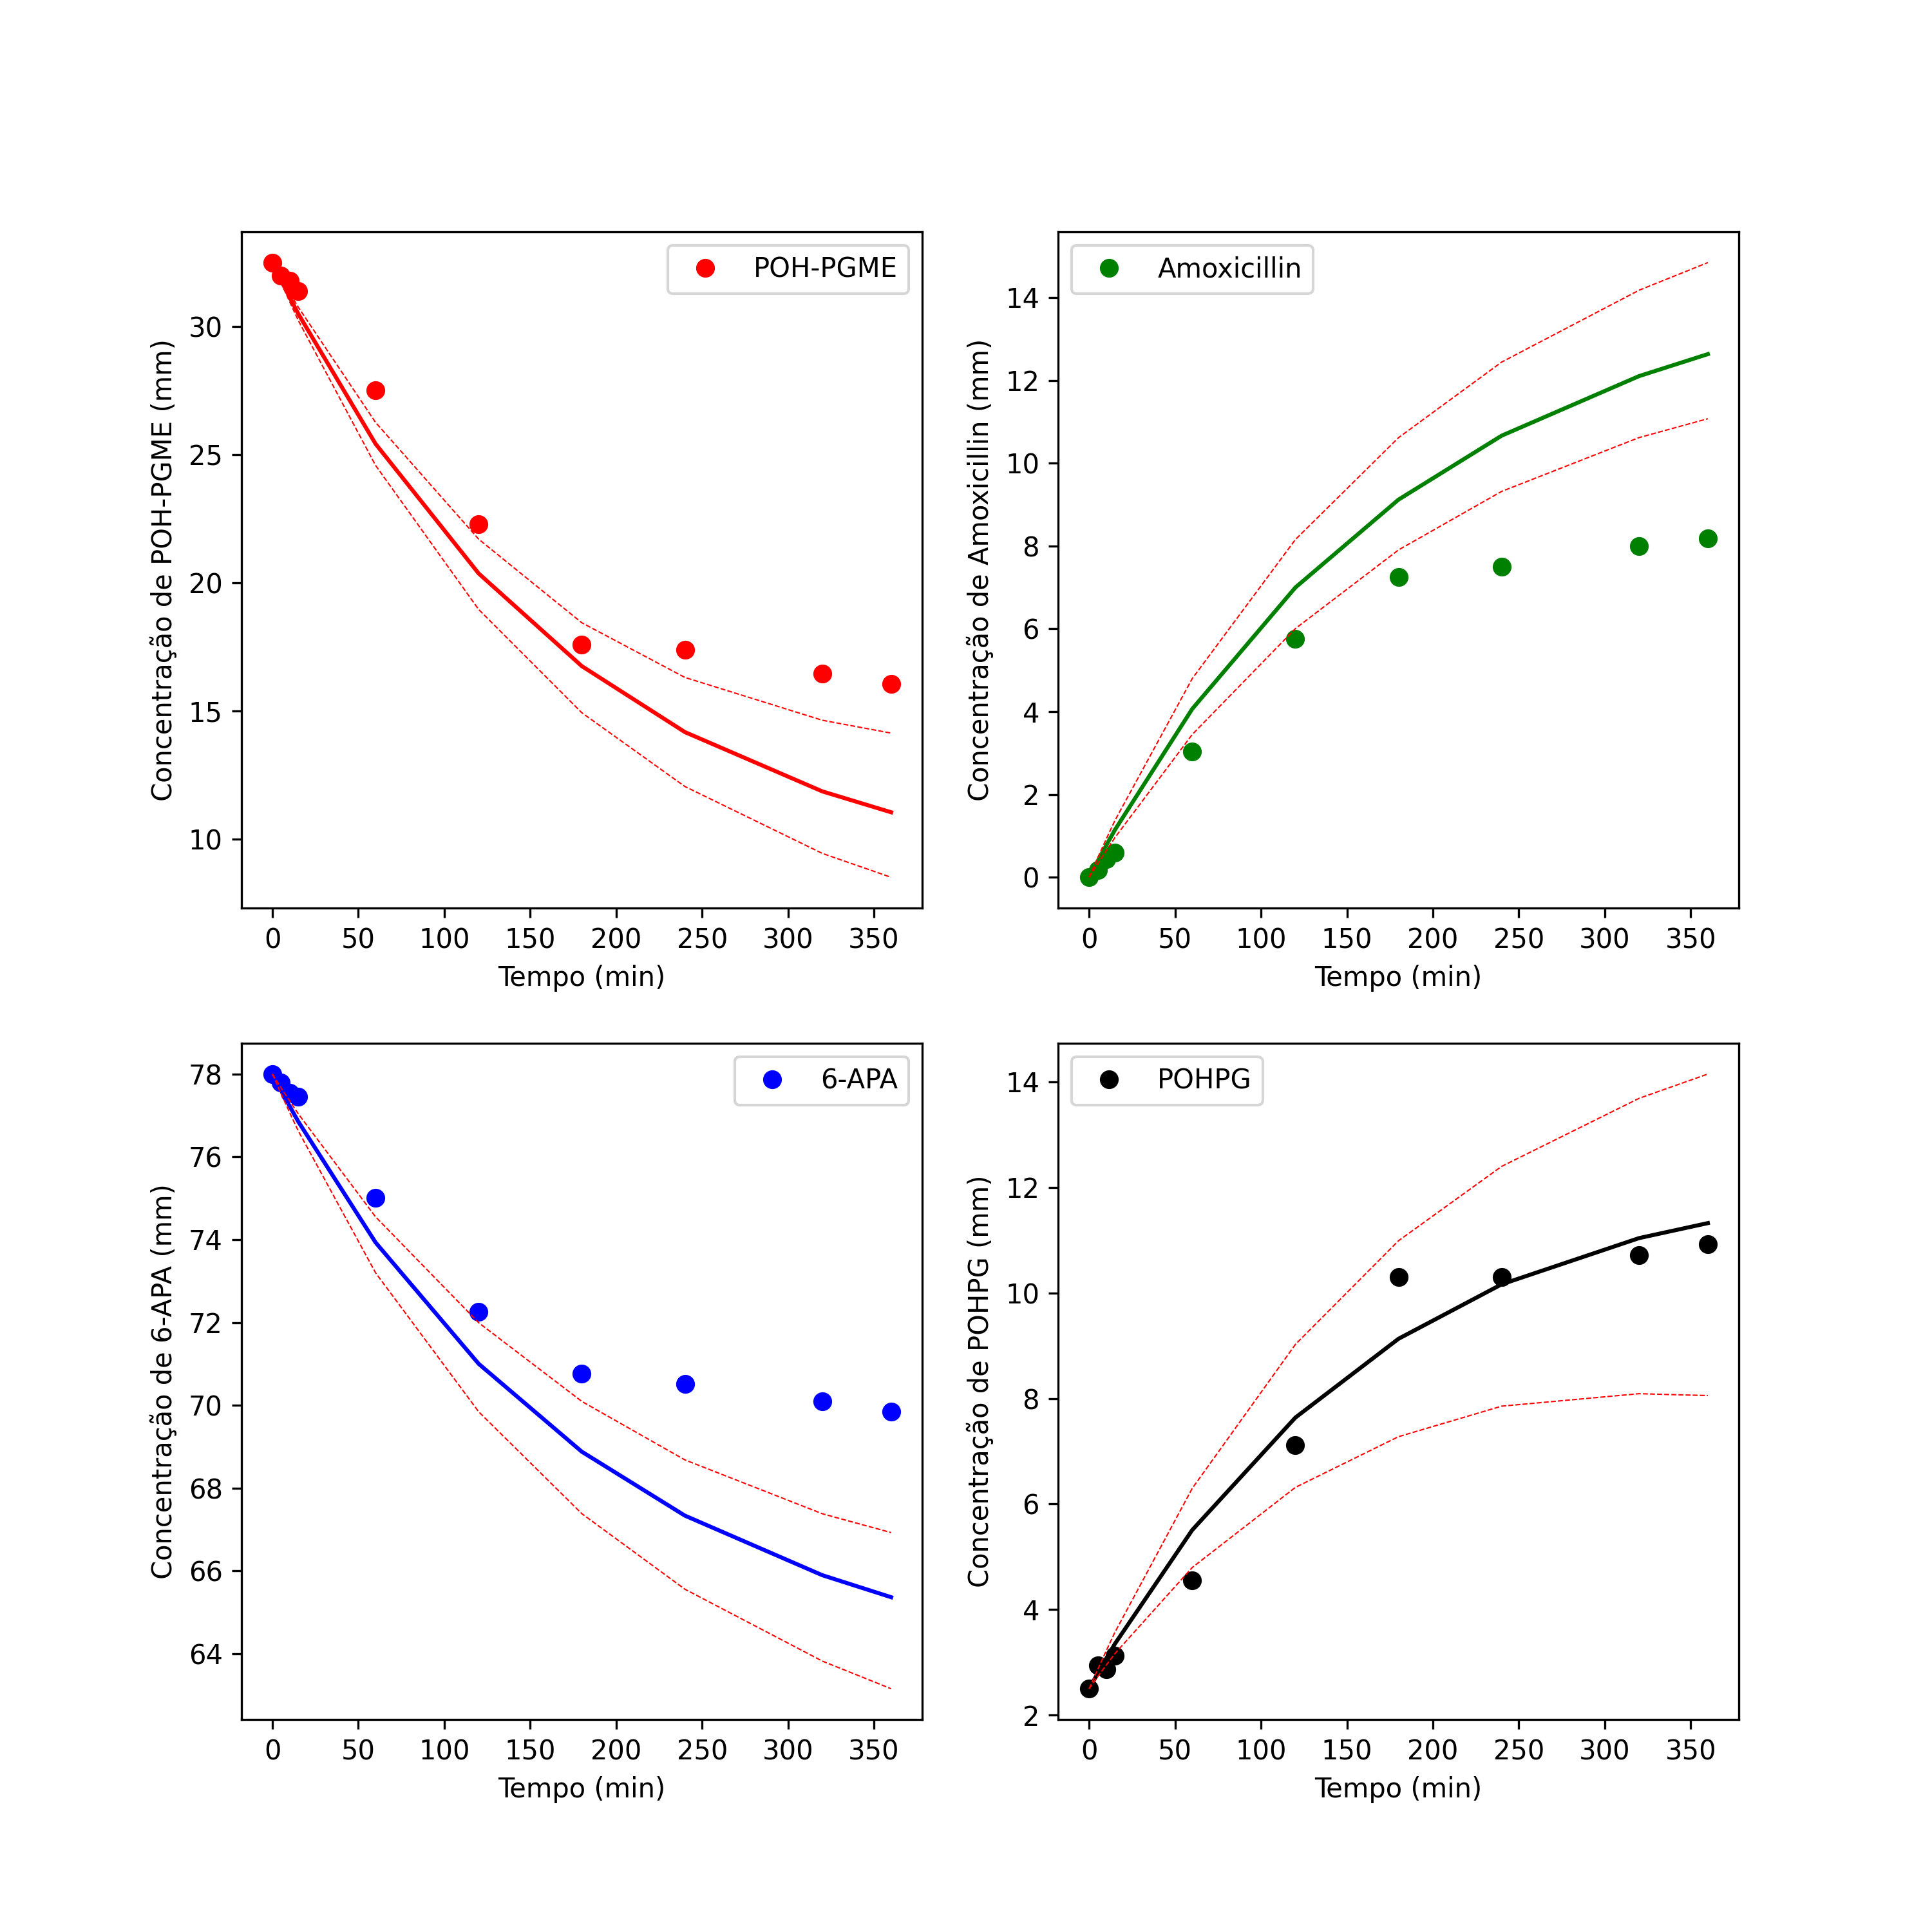 POH-PGME
Concentração de POH-PGME (mm)
30
25
20
15
10
0 50 100 150 200 250 300 350
Tempo (min)
Amoxicillin
Concentração de Amoxicillin (mm)
14
12
10
8
6
4
2
0
0 50 100 150 200 250 300 350
Tempo (min)
6-APA
Concentração de 6-APA (mm)
78
76
74
72
70
68
66
64
0 50 100 150 200 250 300 350
Tempo (min)
POHPG
Concentração de POHPG (mm)
14
12
10
8
6
4
2
0 50 100 150 200 250 300 350
Tempo (min)